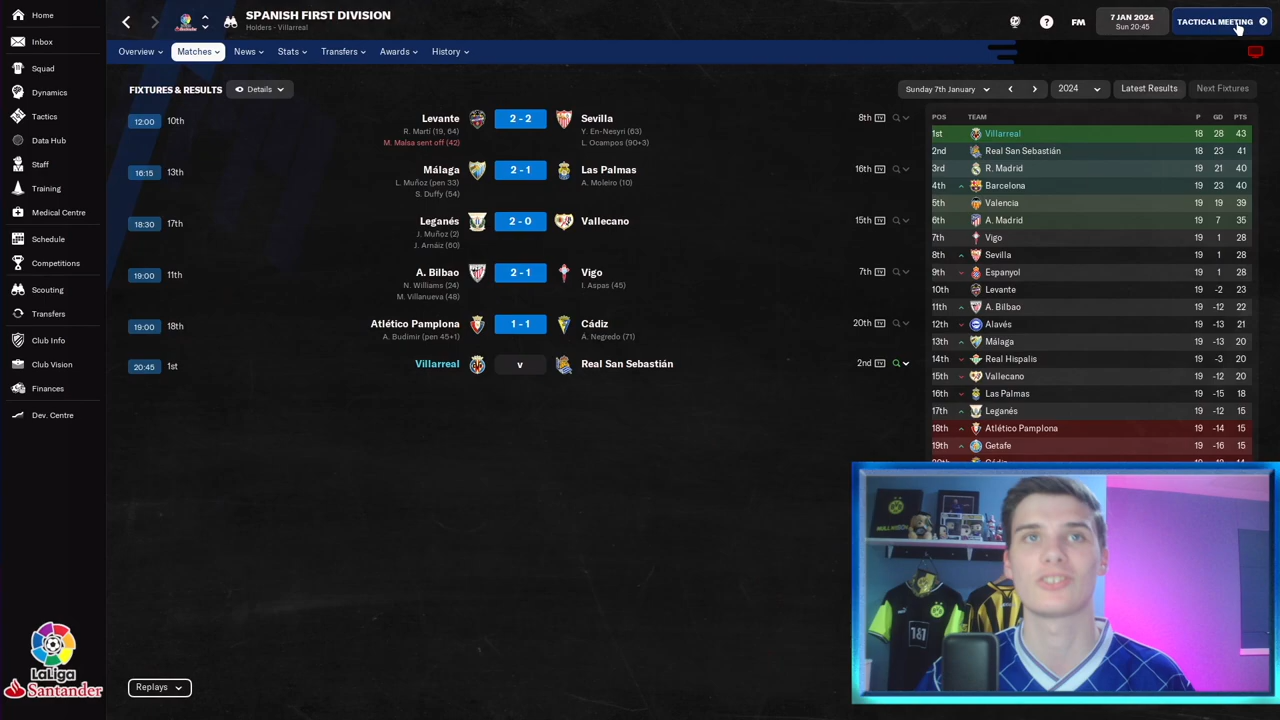 Home
Inbox
Squad
Dynamics
Tactics
Data Hub
Staff
Training
Medical Centre
Schedule
Competitions
Scouting
Transfers
Club Info
Club Vision
Finances
Dev. Centre
LaLiga
Santander
SPANISH FIRST DIVISION
Holders - Villarreal
FM
7 JAN 2024
Sun 20:45
TACTICAL MEETING
Overview
Matches
News
Stats
Transfers
Awards
History
FIXTURES & RESULTS
Details
Sunday 7th January
2024
Latest Results
Next Fixtures
12:00 10th Levante 2 - 2 Sevilla 8th TV
R. Martí (19, 64) Y. En-Nesyri (63)
M. Malsa sent off (42) L. Ocampos (90+3)
16:15 13th Málaga 2 - 1 Las Palmas 16th TV
L. Muñoz (pen 33) A. Moleiro (10)
S. Duffy (54)
18:30 17th Leganés 2 - 0 Vallecano 15th TV
J. Muñoz (2)
J. Arnáiz (60)
19:00 11th A. Bilbao 2 - 1 Vigo 7th TV
N. Williams (24) I. Aspas (45)
M. Villanueva (48)
19:00 18th Atlético Pamplona 1 - 1 Cádiz 20th TV
A. Budimir (pen 45+1) Á. Negredo (71)
20:45 1st Villarreal v Real San Sebastián 2nd TV
POS TEAM P GD PTS
1st Villarreal 18 28 43
2nd Real San Sebastián 18 23 41
3rd R. Madrid 19 21 40
4th Barcelona 19 23 40
5th Valencia 19 19 39
6th A. Madrid 19 7 35
7th Vigo 19 1 28
8th Sevilla 19 1 28
9th Espanyol 19 1 28
10th Levante 19 -2 23
11th A. Bilbao 19 -12 22
12th Alavés 19 -13 21
13th Málaga 19 -4 20
14th Real Hispalis 19 -3 20
15th Vallecano 19 -12 20
16th Las Palmas 19 -15 18
17th Leganés 19 -12 15
18th Atlético Pamplona 19 -14 15
19th Getafe 19 -16 15
Replays